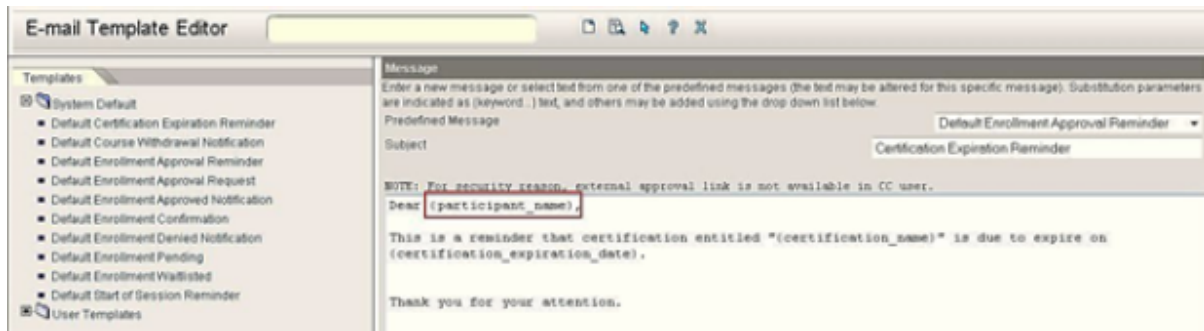 E-mail Template Editor
Templates
System Default
Default Certification Expiration Reminder
Default Course Withdrawal Notification
Default Enrollment Approval Reminder
Default Enrollment Approval Request
Default Enrollment Approved Notification
Default Enrollment Confirmation
Default Enrollment Denied Notification
Default Enrollment Pending
Default Enrollment Waitlisted
Default Start of Session Reminder
User Templates
Message
Enter a new message or select text from one of the predefined messages (the text may be altered for this specific message). Substitution parameters
are indicated as (keyword...) text, and others may be added using the drop down list below.
Predefined Message
Default Enrollment Approval Reminder
Subject
Certification Expiration Reminder
NOTE: For security reason, external approval link is not available in CC user.
Dear (participant_name),
This is a reminder that certification entitled "(certification_name)" is due to expire on
(certification_expiration_date).
Thank you for your attention.